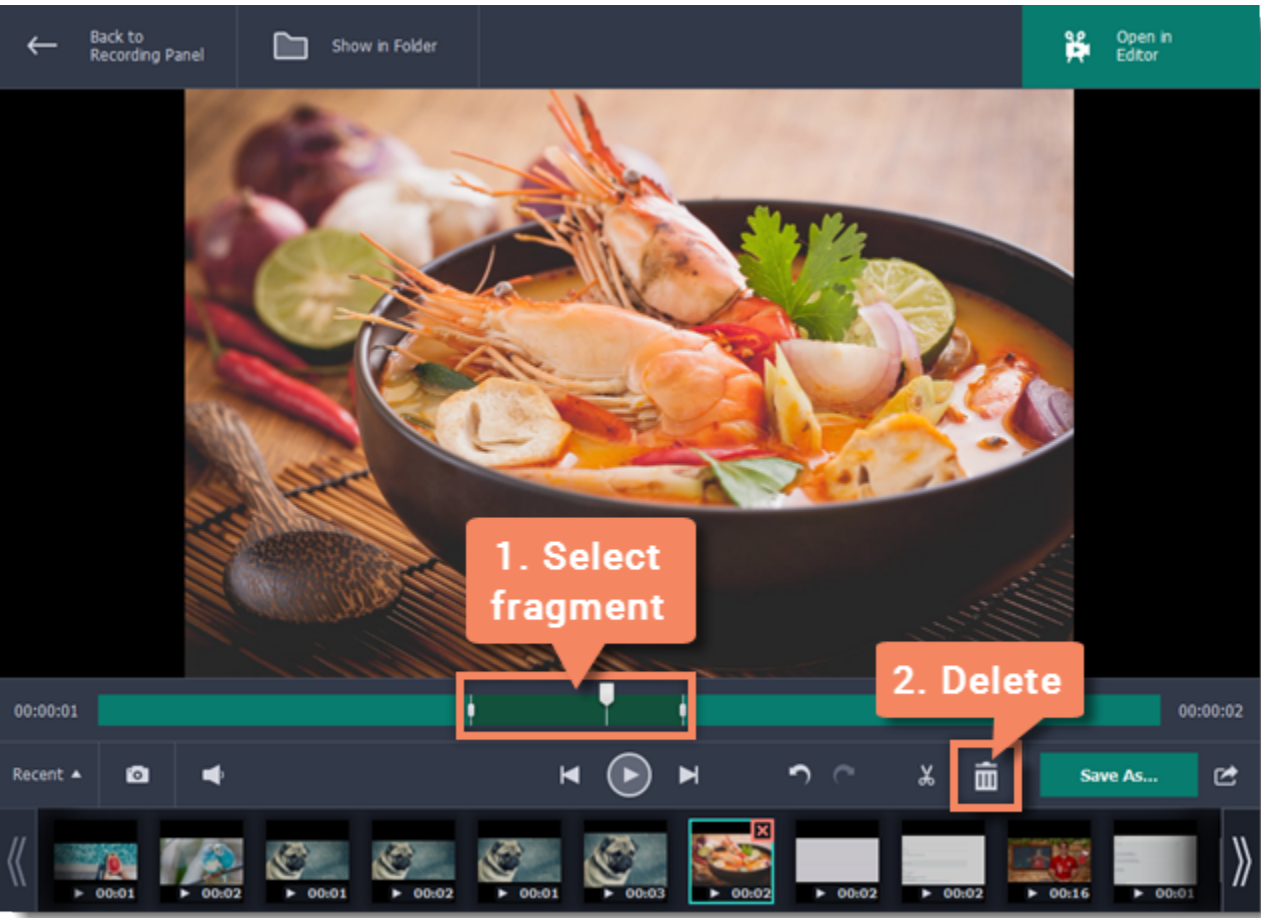 Back to
Recording Panel
Show in Folder
Open in
Editor
1. Select
fragment
2. Delete
00:00:01
00:00:02
Recent
Save As...
00:01
00:02
00:01
00:02
00:01
00:03
00:02
00:02
00:02
00:16
00:01